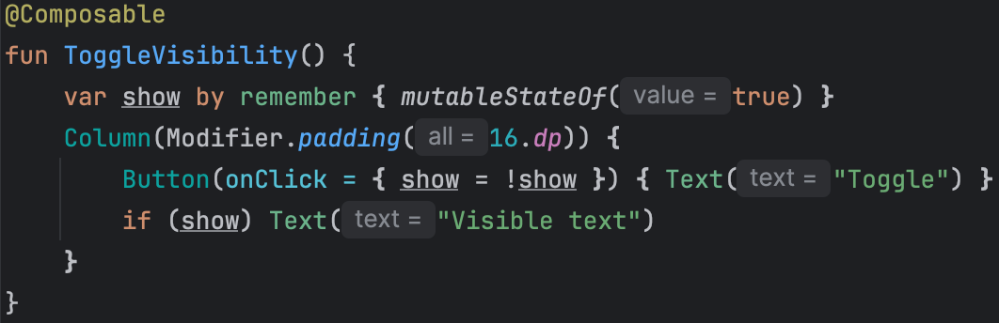 @Composable
fun ToggleVisibility() {
    var show by remember { mutableStateOf( value = true) }
    Column(Modifier.padding( all = 16.dp)) {
        Button(onClick = { show = !show }) { Text( text = "Toggle") }
        if (show) Text( text = "Visible text")
    }
}